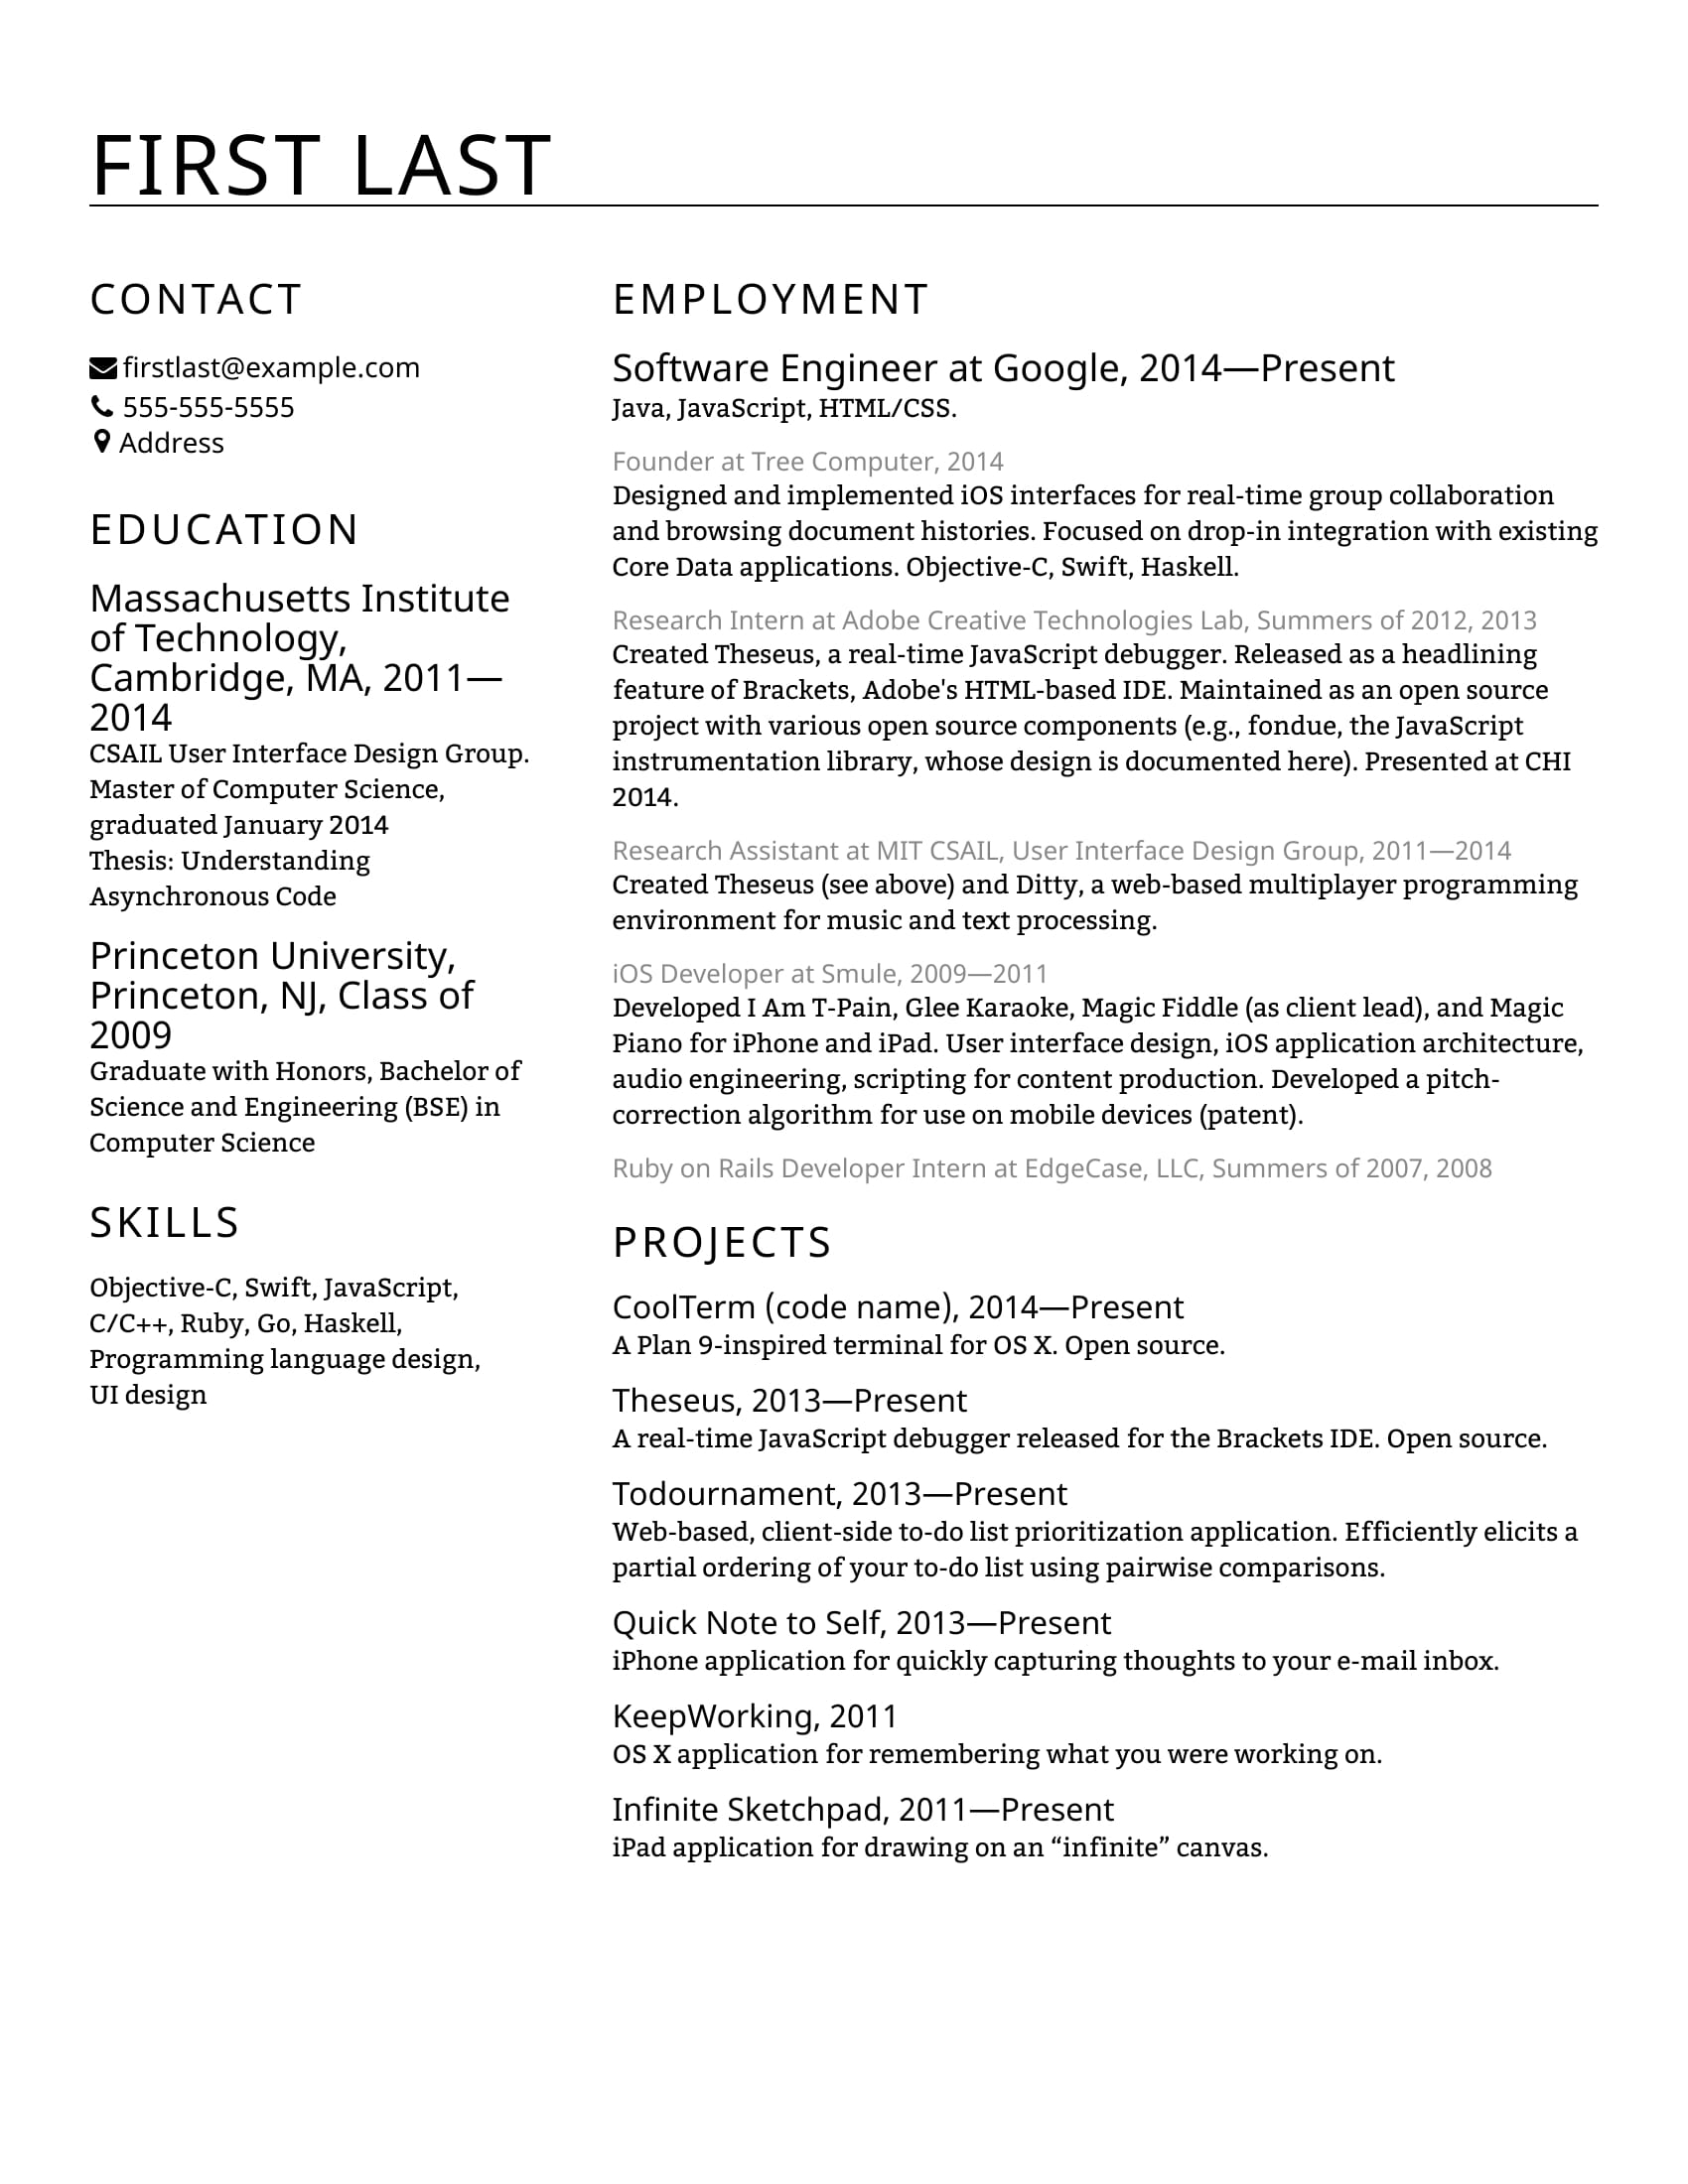 FIRST LAST
CONTACT
firstlast@example.com
555-555-5555
Address
EDUCATION
Massachusetts Institute
of Technology,
Cambridge, MA, 2011—
2014
CSAIL User Interface Design Group.
Master of Computer Science,
graduated January 2014
Thesis: Understanding
Asynchronous Code
Princeton University,
Princeton, NJ, Class of
2009
Graduate with Honors, Bachelor of
Science and Engineering (BSE) in
Computer Science
SKILLS
Objective-C, Swift, JavaScript,
C/C++, Ruby, Go, Haskell,
Programming language design,
UI design
EMPLOYMENT
Software Engineer at Google, 2014—Present
Java, JavaScript, HTML/CSS.
Founder at Tree Computer, 2014
Designed and implemented iOS interfaces for real-time group collaboration
and browsing document histories. Focused on drop-in integration with existing
Core Data applications. Objective-C, Swift, Haskell.
Research Intern at Adobe Creative Technologies Lab, Summers of 2012, 2013
Created Theseus, a real-time JavaScript debugger. Released as a headlining
feature of Brackets, Adobe's HTML-based IDE. Maintained as an open source
project with various open source components (e.g., fondue, the JavaScript
instrumentation library, whose design is documented here). Presented at CHI
2014.
Research Assistant at MIT CSAIL, User Interface Design Group, 2011—2014
Created Theseus (see above) and Ditty, a web-based multiplayer programming
environment for music and text processing.
iOS Developer at Smule, 2009—2011
Developed I Am T-Pain, Glee Karaoke, Magic Fiddle (as client lead), and Magic
Piano for iPhone and iPad. User interface design, iOS application architecture,
audio engineering, scripting for content production. Developed a pitch-
correction algorithm for use on mobile devices (patent).
Ruby on Rails Developer Intern at EdgeCase, LLC, Summers of 2007, 2008
PROJECTS
CoolTerm (code name), 2014—Present
A Plan 9-inspired terminal for OS X. Open source.
Theseus, 2013—Present
A real-time JavaScript debugger released for the Brackets IDE. Open source.
Todournament, 2013—Present
Web-based, client-side to-do list prioritization application. Efficiently elicits a
partial ordering of your to-do list using pairwise comparisons.
Quick Note to Self, 2013—Present
iPhone application for quickly capturing thoughts to your e-mail inbox.
KeepWorking, 2011
OS X application for remembering what you were working on.
Infinite Sketchpad, 2011—Present
iPad application for drawing on an “infinite” canvas.